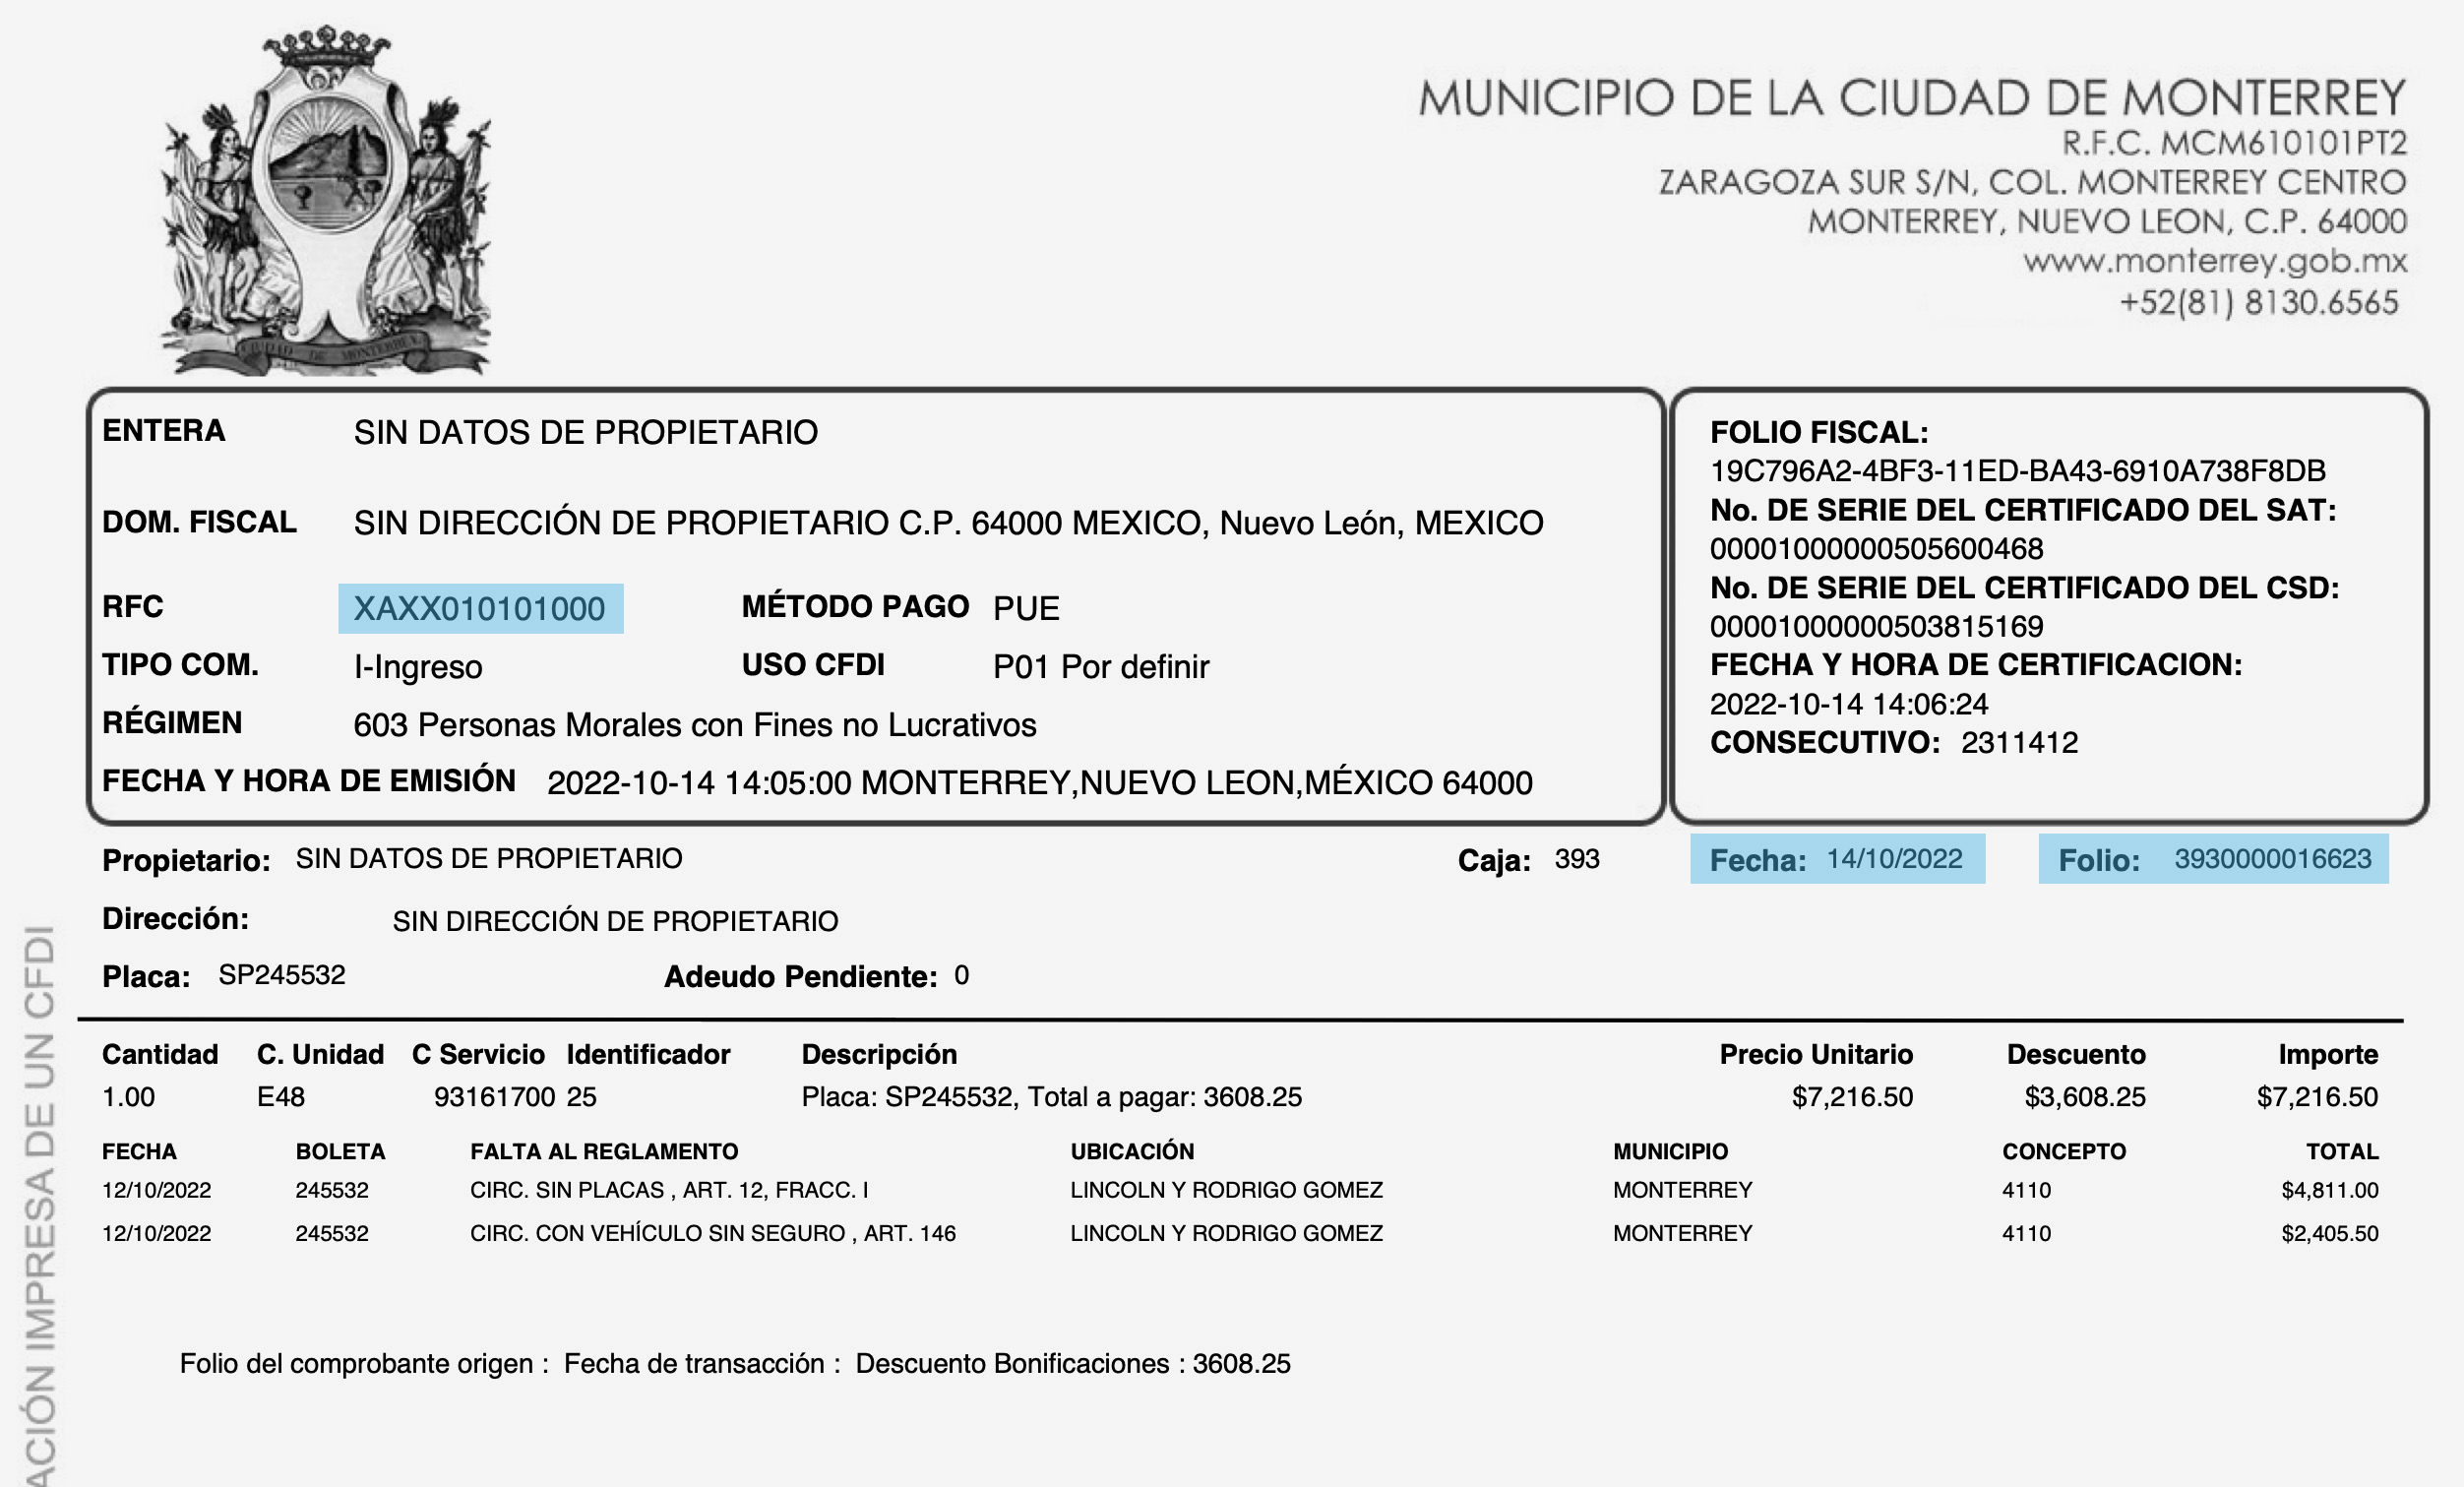 CIUDAD DE MONTERREY
MUNICIPIO DE LA CIUDAD DE MONTERREY
R.F.C. MCM610101PT2
ZARAGOZA SUR S/N, COL. MONTERREY CENTRO
MONTERREY, NUEVO LEON, C.P. 64000
www.monterrey.gob.mx
+52(81) 8130.6565
ENTERA SIN DATOS DE PROPIETARIO
DOM. FISCAL SIN DIRECCIÓN DE PROPIETARIO C.P. 64000 MEXICO, Nuevo León, MEXICO
RFC XAXX010101000 MÉTODO PAGO PUE
TIPO COM. I-Ingreso USO CFDI P01 Por definir
RÉGIMEN 603 Personas Morales con Fines no Lucrativos
FECHA Y HORA DE EMISIÓN 2022-10-14 14:05:00 MONTERREY,NUEVO LEON,MÉXICO 64000
FOLIO FISCAL:
19C796A2-4BF3-11ED-BA43-6910A738F8DB
No. DE SERIE DEL CERTIFICADO DEL SAT:
00001000000505600468
No. DE SERIE DEL CERTIFICADO DEL CSD:
00001000000503815169
FECHA Y HORA DE CERTIFICACION:
2022-10-14 14:06:24
CONSECUTIVO: 2311412
Propietario: SIN DATOS DE PROPIETARIO Caja: 393 Fecha: 14/10/2022 Folio: 3930000016623
Dirección: SIN DIRECCIÓN DE PROPIETARIO
Placa: SP245532 Adeudo Pendiente: 0
Cantidad C. Unidad C Servicio Identificador Descripción Precio Unitario Descuento Importe
1.00 E48 93161700 25 Placa: SP245532, Total a pagar: 3608.25 $7,216.50 $3,608.25 $7,216.50
FECHA BOLETA FALTA AL REGLAMENTO UBICACIÓN MUNICIPIO CONCEPTO TOTAL
12/10/2022 245532 CIRC. SIN PLACAS , ART. 12, FRACC. I LINCOLN Y RODRIGO GOMEZ MONTERREY 4110 $4,811.00
12/10/2022 245532 CIRC. CON VEHÍCULO SIN SEGURO , ART. 146 LINCOLN Y RODRIGO GOMEZ MONTERREY 4110 $2,405.50
Folio del comprobante origen : Fecha de transacción : Descuento Bonificaciones : 3608.25
ACIÓN IMPRESA DE UN CFDI